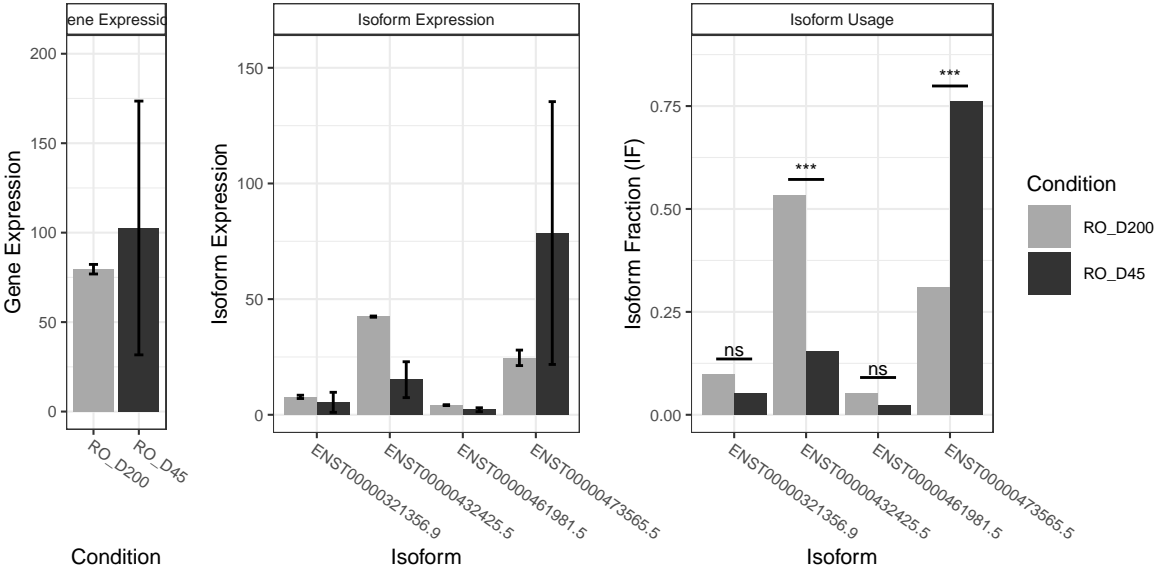 ene Expressio
Gene Expression
200
150
100
50
0
RO_D200
RO_D45
Condition
Isoform Expression
Isoform Expression
150
100
50
0
ENST00000321356.9
ENST00000432425.5
ENST00000461981.5
ENST00000473565.5
Isoform
Isoform Usage
Isoform Fraction (IF)
0.75
0.50
0.25
0.00
ns
***
ns
***
ENST00000321356.9
ENST00000432425.5
ENST00000461981.5
ENST00000473565.5
Isoform
Condition
RO_D200
RO_D45